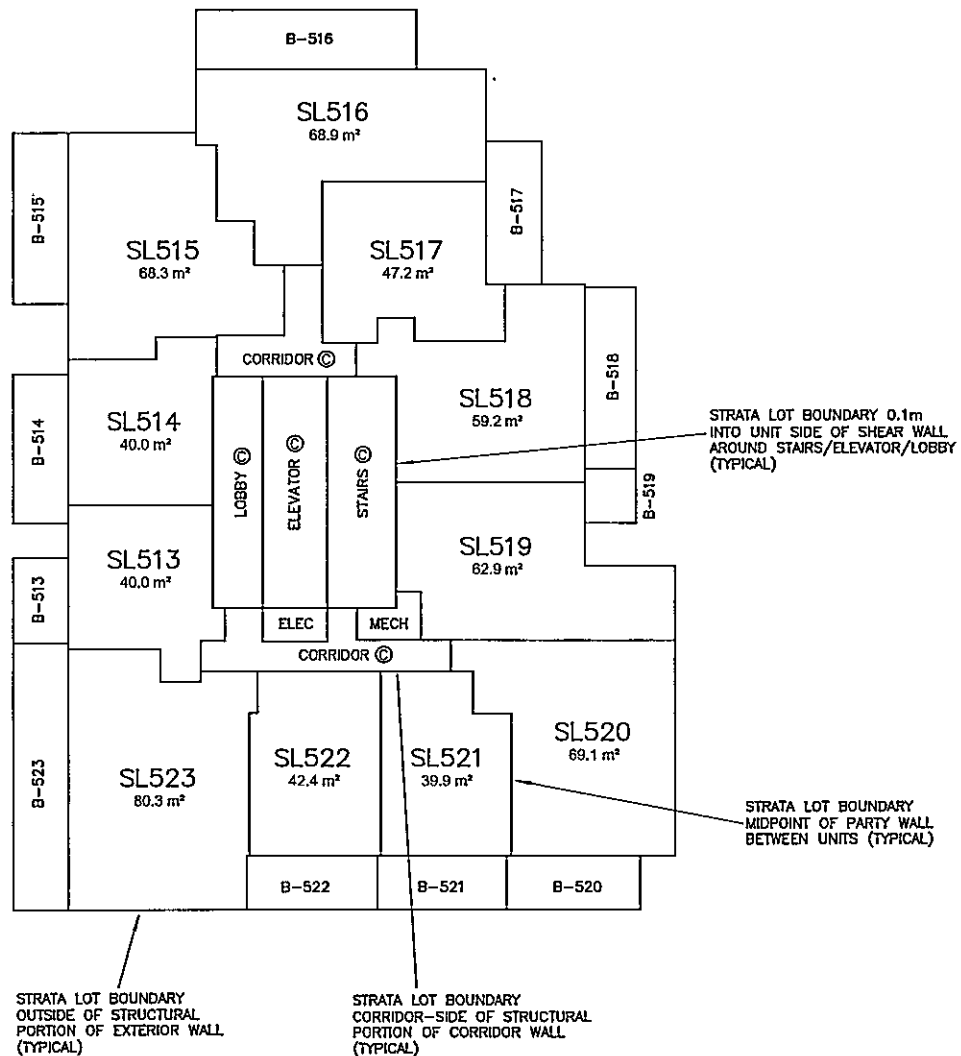 B-516
SL516
68.9 m²
B-515
B-517
SL515
68.3 m²
SL517
47.2 m²
CORRIDOR ©
B-518
SL514
40.0 m²
SL518
59.2 m²
B-514
STRATA LOT BOUNDARY 0.1m
INTO UNIT SIDE OF SHEAR WALL
AROUND STAIRS/ELEVATOR/LOBBY
(TYPICAL)
LOBBY ©
ELEVATOR ©
STAIRS ©
B-519
SL513
40.0 m²
SL519
62.9 m²
B-513
ELEC
MECH
CORRIDOR ©
B-523
SL523
80.3 m²
SL522
42.4 m²
SL521
39.9 m²
SL520
69.1 m²
STRATA LOT BOUNDARY
MIDPOINT OF PARTY WALL
BETWEEN UNITS (TYPICAL)
B-522
B-521
B-520
STRATA LOT BOUNDARY
OUTSIDE OF STRUCTURAL
PORTION OF EXTERIOR WALL
(TYPICAL)
STRATA LOT BOUNDARY
CORRIDOR-SIDE OF STRUCTURAL
PORTION OF CORRIDOR WALL
(TYPICAL)